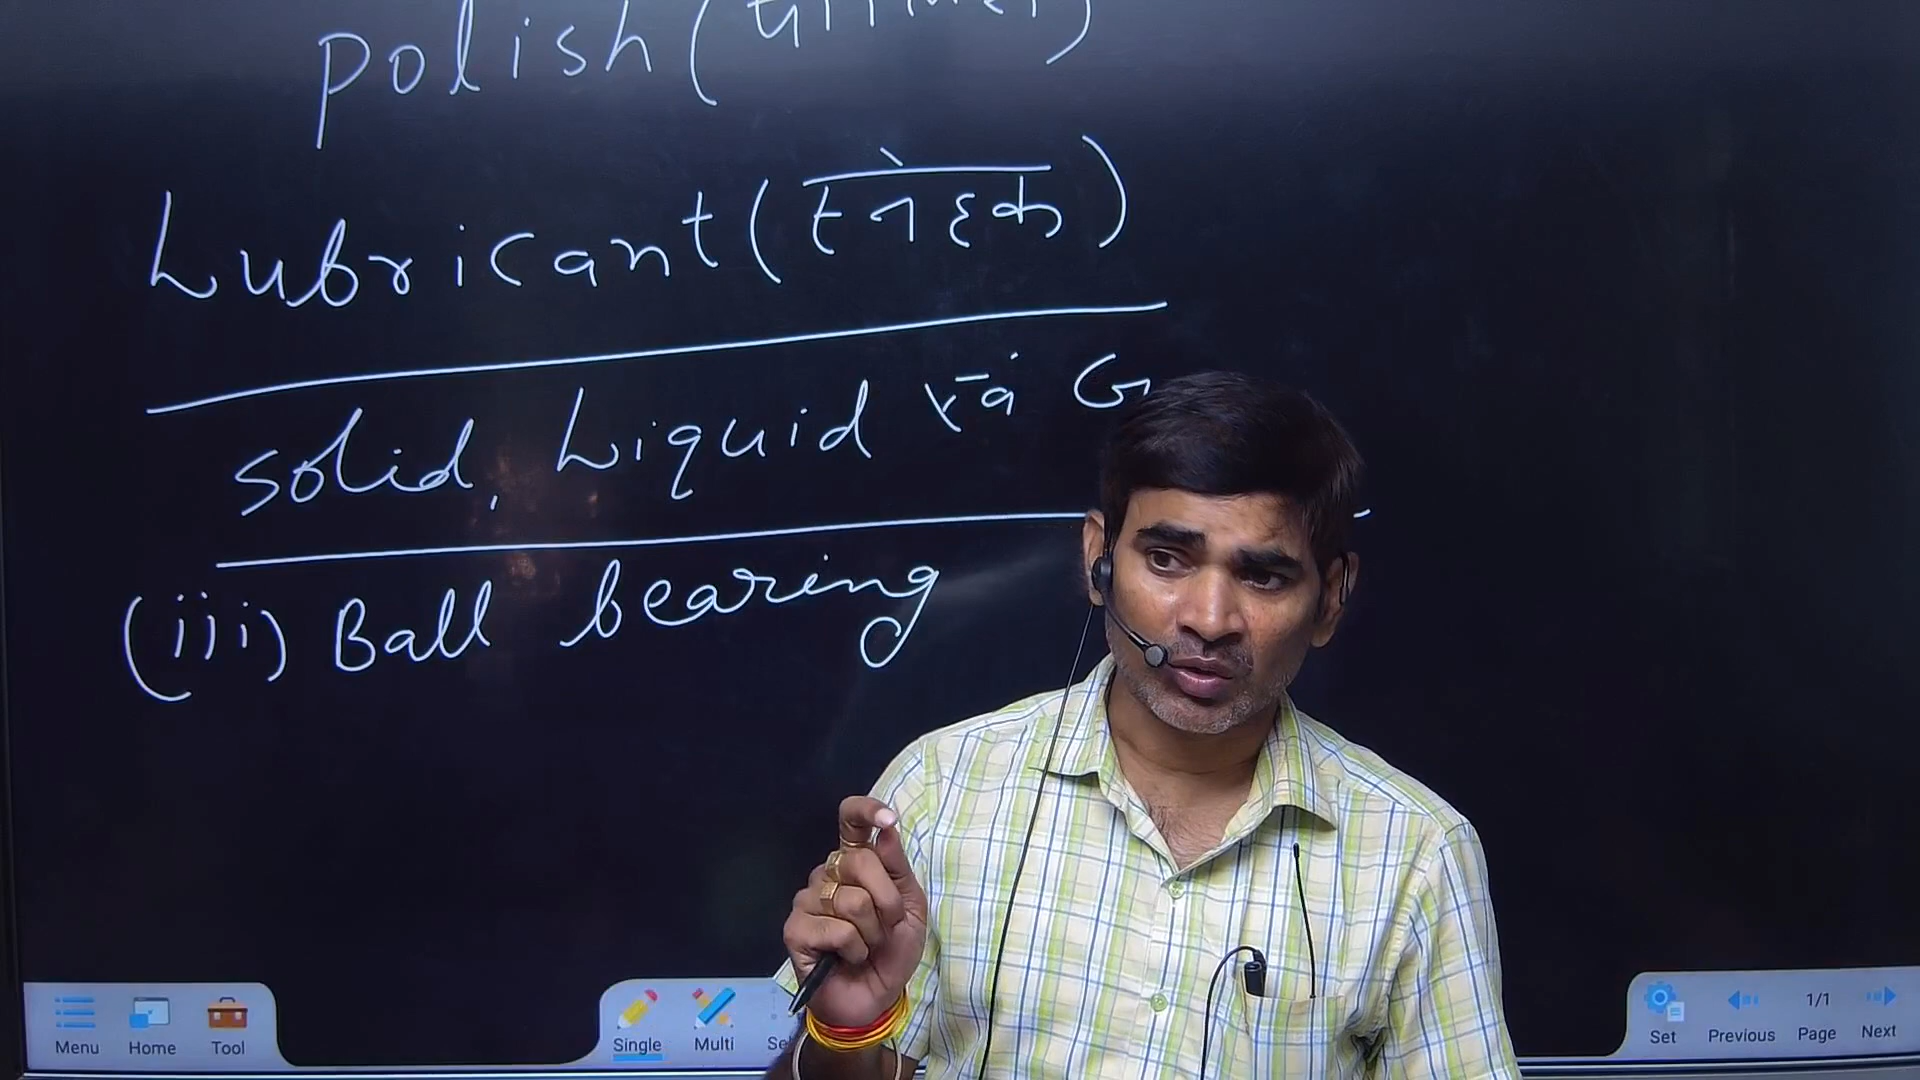 polish (
Lubricant (स्नेहक)
solid, Liquid एवं G
(iii) Ball bearing
Menu Home Tool Single Multi Set Previous 1/1 Page Next